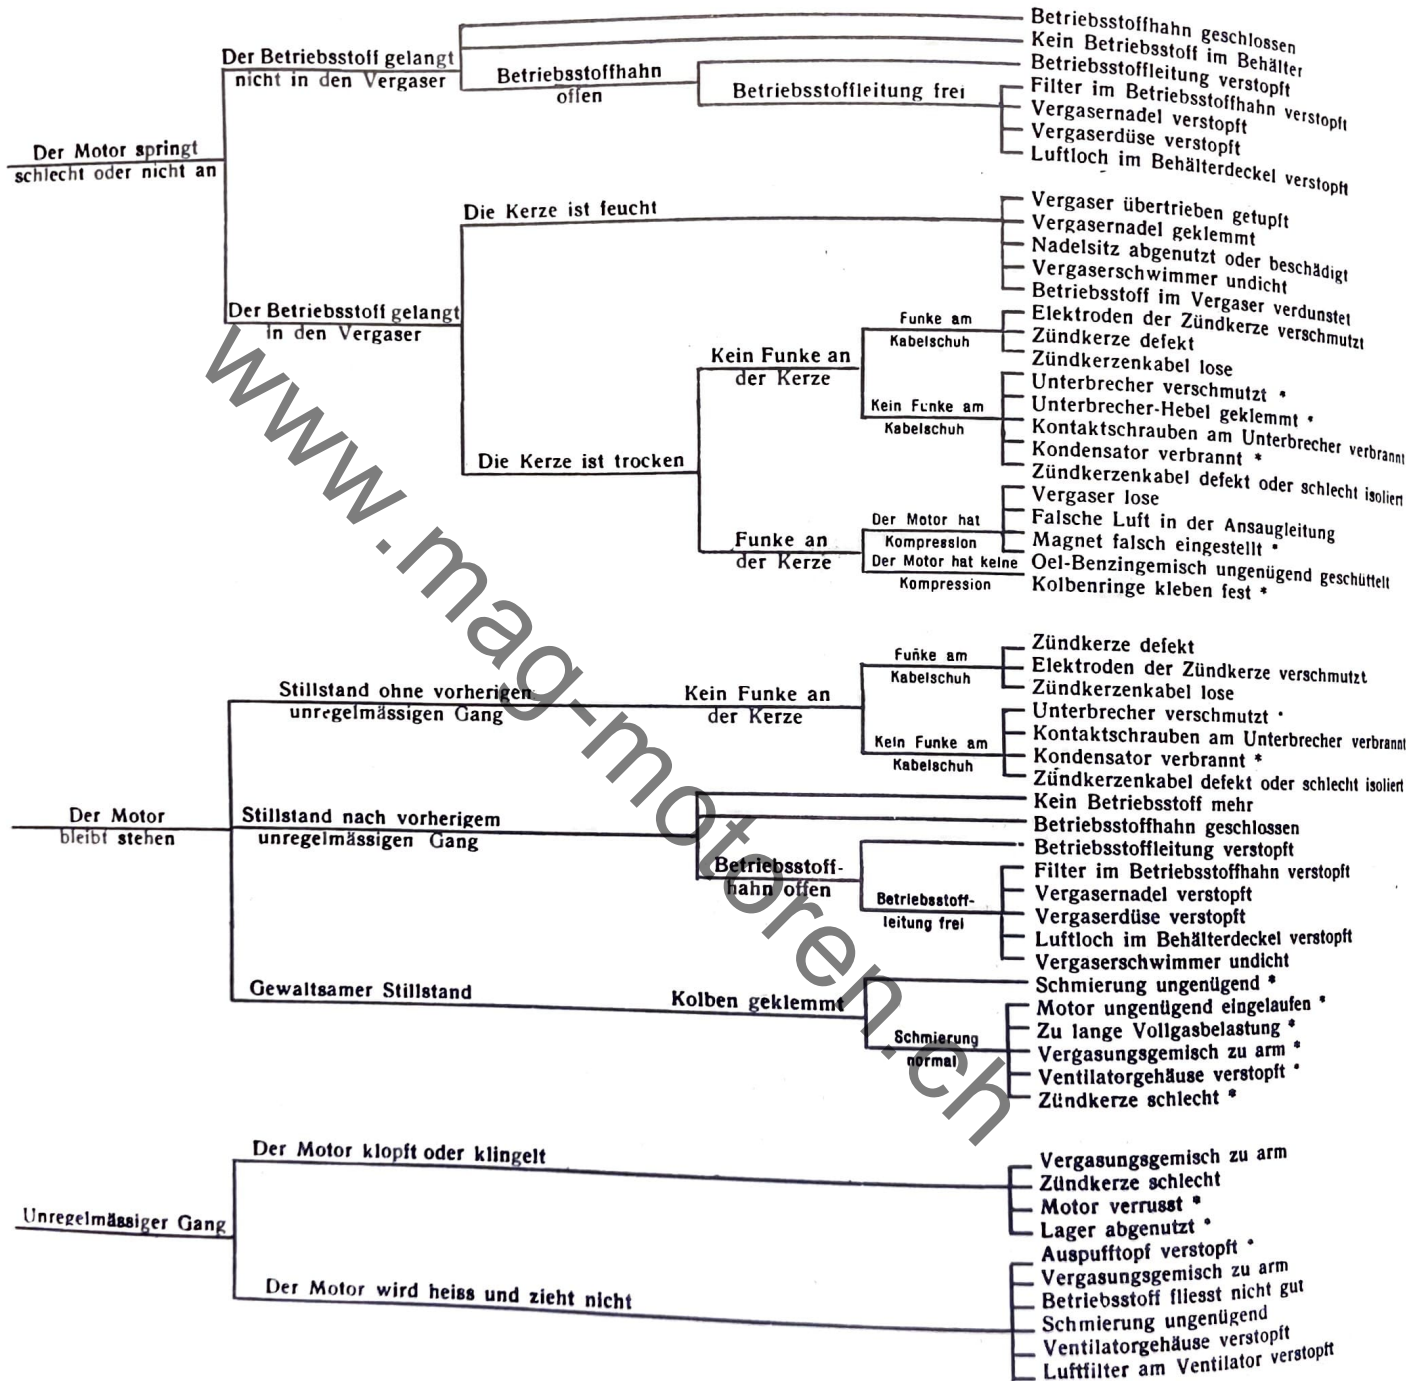 Der Motor springt
schlecht oder nicht an
Der Betriebsstoff gelangt
nicht in den Vergaser
Betriebsstoffhahn geschlossen
Kein Betriebsstoff im Behälter
Betriebsstoffhahn
offen
Betriebsstoffleitung verstopft
Betriebsstoffleitung frei
Filter im Betriebsstoffhahn verstopft
Vergasernadel verstopft
Vergaserdüse verstopft
Luftloch im Behälterdeckel verstopft
Der Betriebsstoff gelangt
in den Vergaser
Die Kerze ist feucht
Vergaser übertrieben getupft
Vergasernadel geklemmt
Nadelsitz abgenutzt oder beschädigt
Vergaserschwimmer undicht
Betriebsstoff im Vergaser verdunstet
Die Kerze ist trocken
Kein Funke an
der Kerze
Funke am
Kabelschuh
Elektroden der Zündkerze verschmutzt
Zündkerze defekt
Zündkerzenkabel lose
Kein Funke am
Kabelschuh
Unterbrecher verschmutzt *
Unterbrecher-Hebel geklemmt *
Kontaktschrauben am Unterbrecher verbrannt
Kondensator verbrannt *
Zündkerzenkabel defekt oder schlecht isoliert
Funke an
der Kerze
Der Motor hat
Kompression
Vergaser lose
Falsche Luft in der Ansaugleitung
Magnet falsch eingestellt *
Oel-Benzingemisch ungenügend geschüttelt
Der Motor hat keine
Kompression
Kolbenringe kleben fest *
Der Motor
bleibt stehen
Stillstand ohne vorherigen
unregelmässigen Gang
Kein Funke an
der Kerze
Funke am
Kabelschuh
Zündkerze defekt
Elektroden der Zündkerze verschmutzt
Zündkerzenkabel lose
Kein Funke am
Kabelschuh
Unterbrecher verschmutzt *
Kontaktschrauben am Unterbrecher verbrannt
Kondensator verbrannt *
Zündkerzenkabel defekt oder schlecht isoliert
Stillstand nach vorherigem
unregelmässigen Gang
Kein Betriebsstoff mehr
Betriebsstoffhahn geschlossen
Betriebsstoff-
hahn offen
Betriebsstoffleitung verstopft
Betriebsstoff-
leitung frei
Filter im Betriebsstoffhahn verstopft
Vergasernadel verstopft
Vergaserdüse verstopft
Luftloch im Behälterdeckel verstopft
Vergaserschwimmer undicht
Gewaltsamer Stillstand
Kolben geklemmt
Schmierung ungenügend *
Schmierung
normal
Motor ungenügend eingelaufen *
Zu lange Vollgasbelastung *
Vergasungsgemisch zu arm *
Ventilatorgehäuse verstopft *
Zündkerze schlecht *
Unregelmässiger Gang
Der Motor klopft oder klingelt
Vergasungsgemisch zu arm
Zündkerze schlecht
Motor verrusst *
Lager abgenutzt *
Der Motor wird heiss und zieht nicht
Auspufftopf verstopft *
Vergasungsgemisch zu arm
Betriebsstoff fliesst nicht gut
Schmierung ungenügend
Ventilatorgehäuse verstopft
Luftfilter am Ventilator verstopft
www.mag-motoren.ch